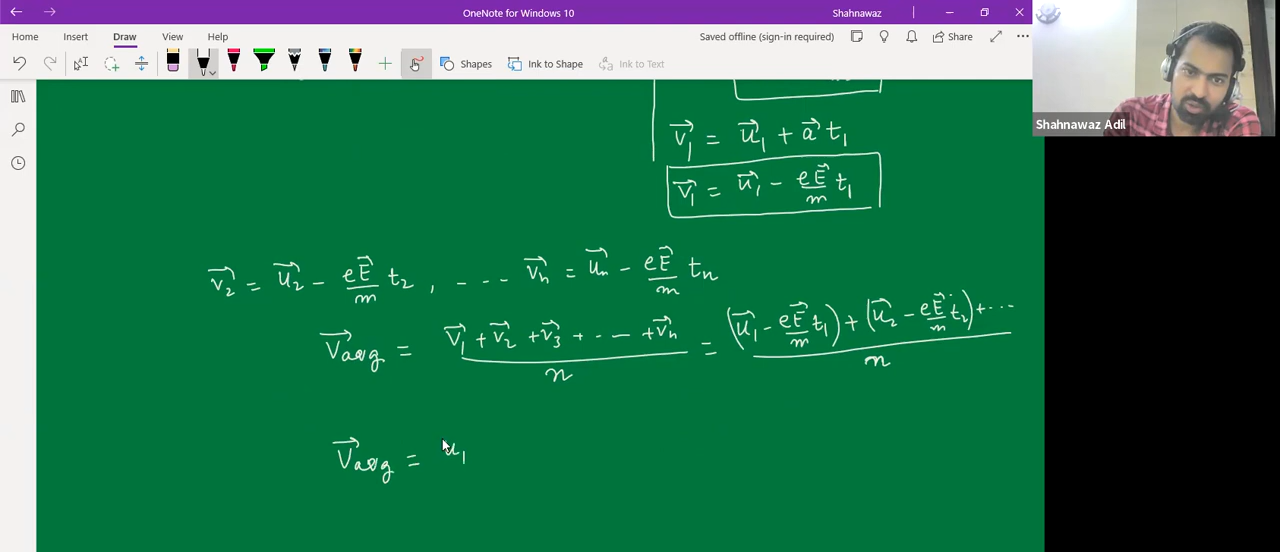 OneNote for Windows 10
Shahnawaz
Home Insert Draw View Help
Saved offline (sign-in required) Share
Shapes Ink to Shape Ink to Text
Shahnawaz Adil
v⃗₁ = u⃗₁ + a⃗ t₁
v⃗₁ = u⃗₁ - eE⃗/m t₁
v⃗₂ = u⃗₂ - eE⃗/m t₂ , - --- v⃗ₙ = u⃗ₙ - eE⃗/m tₙ
V⃗avg = (v⃗₁ + v⃗₂ + v⃗₃ + -- -- + v⃗ₙ)/n = ((u⃗₁ - eE⃗/m t₁) + (u⃗₂ - eE⃗/m t₂) + ---)/n
V⃗avg = u₁